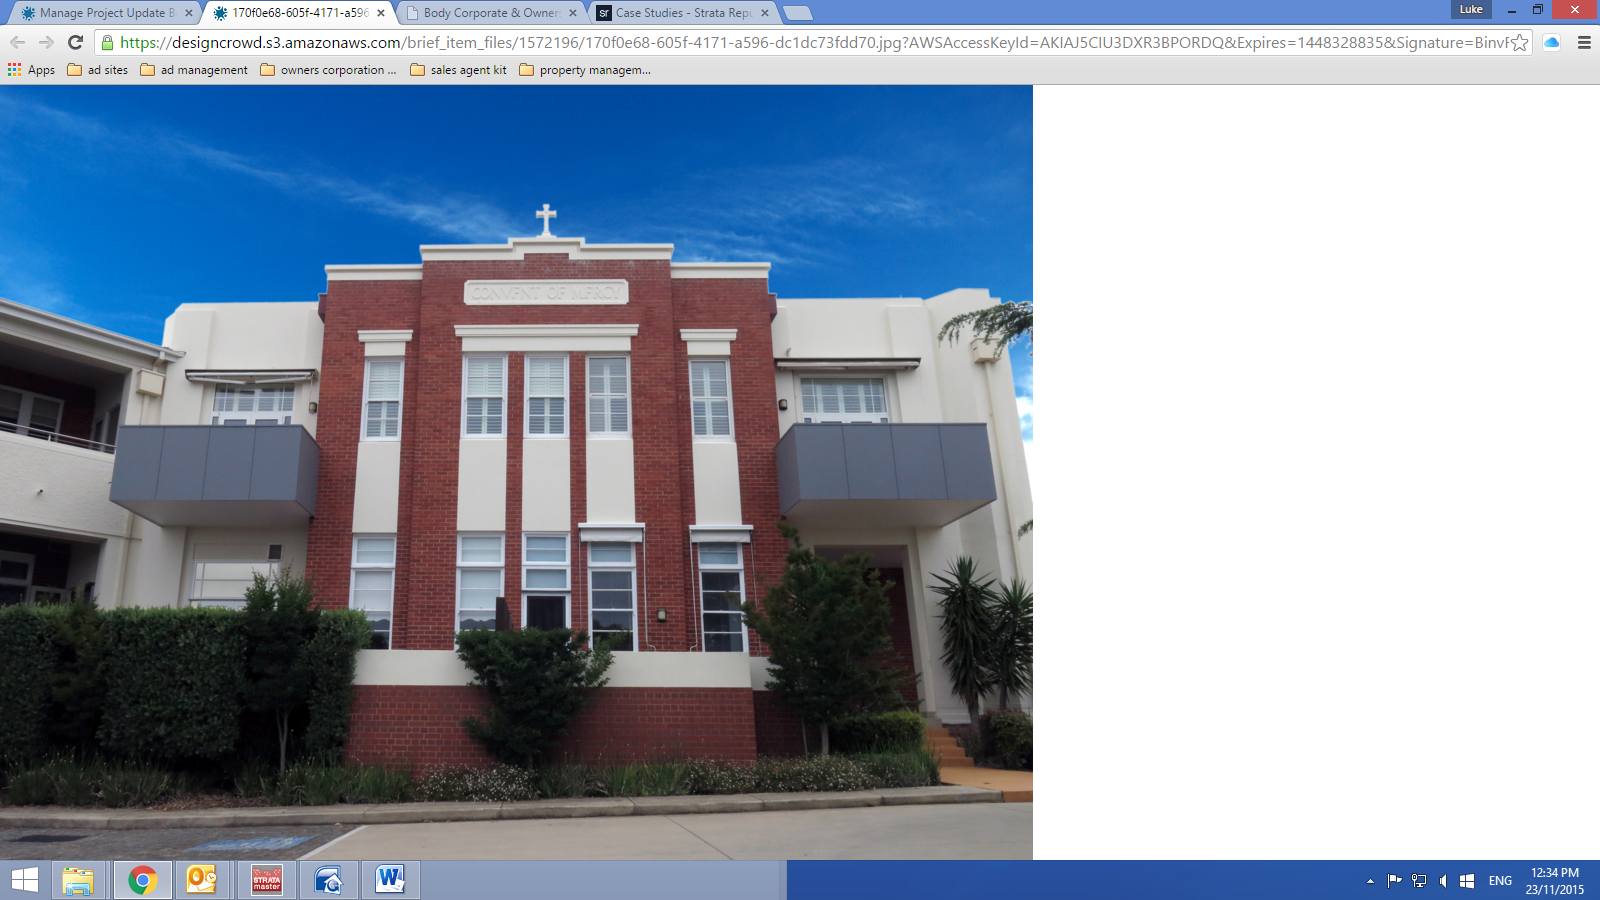 Manage Project Update B
170f0e68-605f-4171-a596
Body Corporate & Owner
Case Studies - Strata Repu
Luke
https://designcrowd.s3.amazonaws.com/brief_item_files/1572196/170f0e68-605f-4171-a596-dc1dc73fdd70.jpg?AWSAccessKeyId=AKIAJ5CIU3DXR3BPORDQ&Expires=1448328835&Signature=Binv
Apps
ad sites
ad management
owners corporation ...
sales agent kit
property managem...
CONVENT OF MERCY
STRATA
master
ENG
12:34 PM
23/11/2015